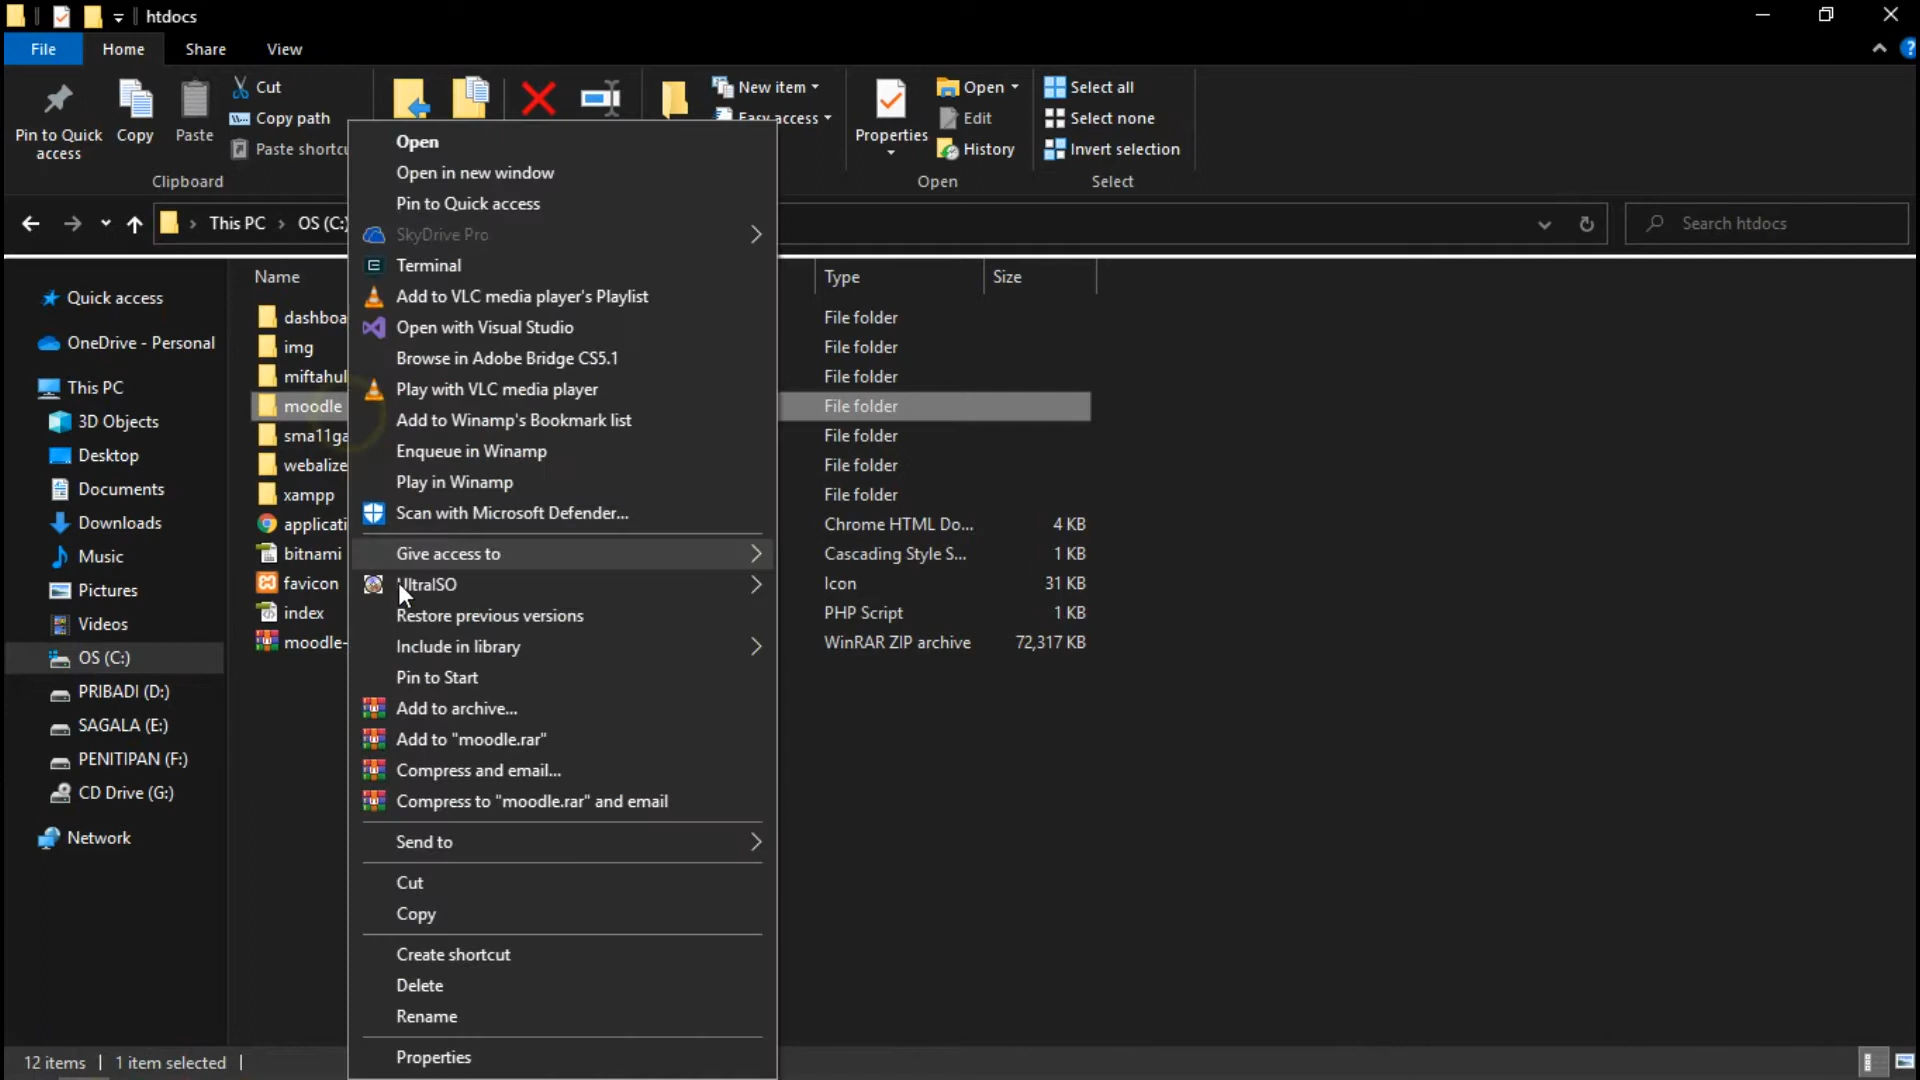 htdocs
File
Home
Share
View
Pin to Quick access
Copy
Paste
Cut
Copy path
Paste shortcu
Clipboard
New item
Easy access
Properties
Open
Edit
History
Open
Select all
Select none
Invert selection
Select
This PC
OS (C:)
Search htdocs
Quick access
OneDrive - Personal
This PC
3D Objects
Desktop
Documents
Downloads
Music
Pictures
Videos
OS (C:)
PRIBADI (D:)
SAGALA (E:)
PENITIPAN (F:)
CD Drive (G:)
Network
Name
Type
Size
dashboa
File folder
img
File folder
miftahul
File folder
moodle
File folder
sma11ga
File folder
webalize
File folder
xampp
File folder
applicati
Chrome HTML Do...
4 KB
bitnami
Cascading Style S...
1 KB
favicon
Icon
31 KB
index
PHP Script
1 KB
moodle-
WinRAR ZIP archive
72,317 KB
Open
Open in new window
Pin to Quick access
SkyDrive Pro
Terminal
Add to VLC media player's Playlist
Open with Visual Studio
Browse in Adobe Bridge CS5.1
Play with VLC media player
Add to Winamp's Bookmark list
Enqueue in Winamp
Play in Winamp
Scan with Microsoft Defender...
Give access to
UltraISO
Restore previous versions
Include in library
Pin to Start
Add to archive...
Add to "moodle.rar"
Compress and email...
Compress to "moodle.rar" and email
Send to
Cut
Copy
Create shortcut
Delete
Rename
Properties
12 items
1 item selected